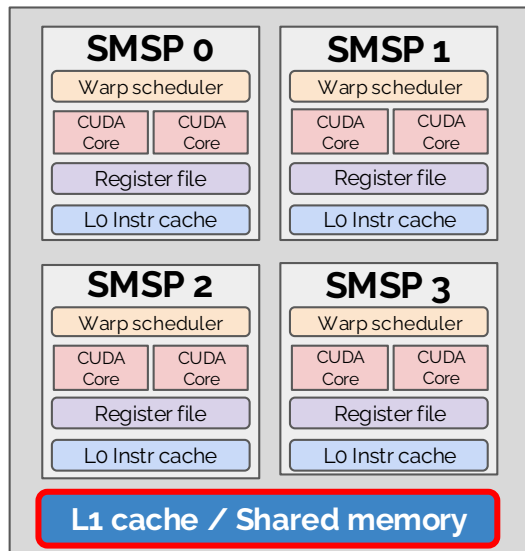 SMSP 0
Warp scheduler
CUDA Core
CUDA Core
Register file
L0 Instr cache
SMSP 1
Warp scheduler
CUDA Core
CUDA Core
Register file
L0 Instr cache
SMSP 2
Warp scheduler
CUDA Core
CUDA Core
Register file
L0 Instr cache
SMSP 3
Warp scheduler
CUDA Core
CUDA Core
Register file
L0 Instr cache
L1 cache / Shared memory